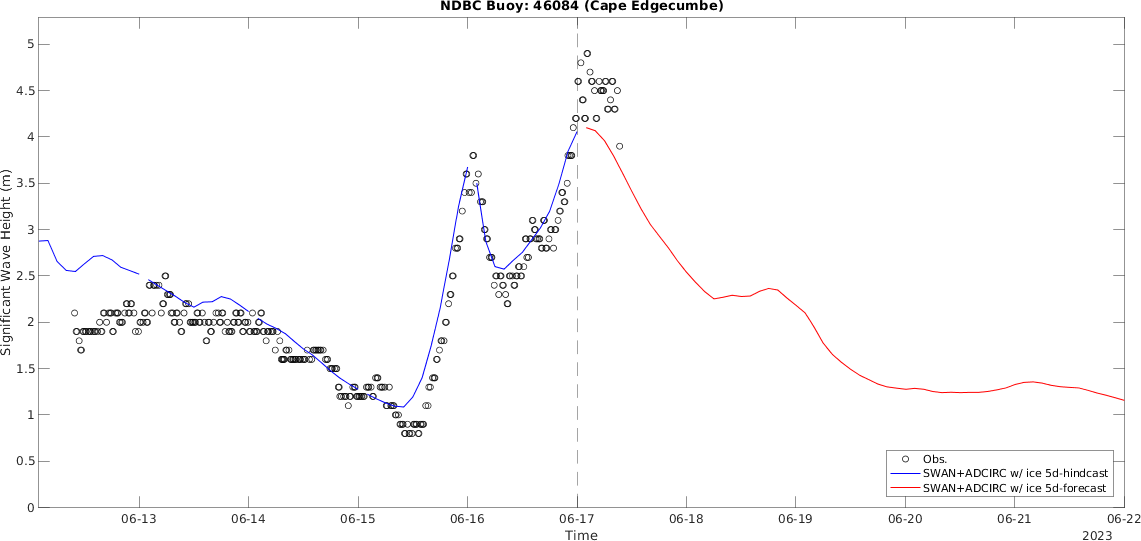 NDBC Buoy: 46084 (Cape Edgecumbe)
5
4.5
4
3.5
3
2.5
2
1.5
1
0.5
0
Significant Wave Height (m)
Obs.
SWAN+ADCIRC w/ ice 5d-hindcast
SWAN+ADCIRC w/ ice 5d-forecast
06-13 06-14 06-15 06-16 06-17 06-18 06-19 06-20 06-21 06-22
Time
2023